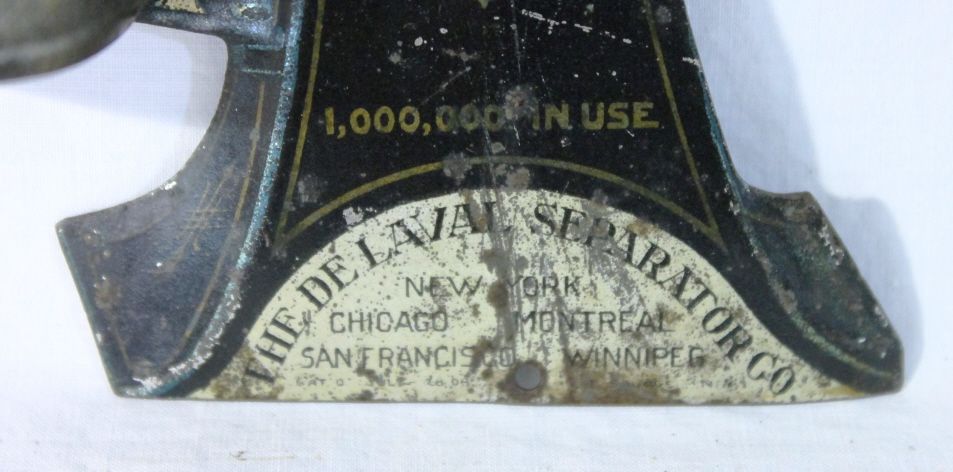 1,000,000 IN USE
THE DE LAVAL SEPARATOR CO
NEW YORK
CHICAGO MONTREAL
SAN FRANCISCO WINNIPEG